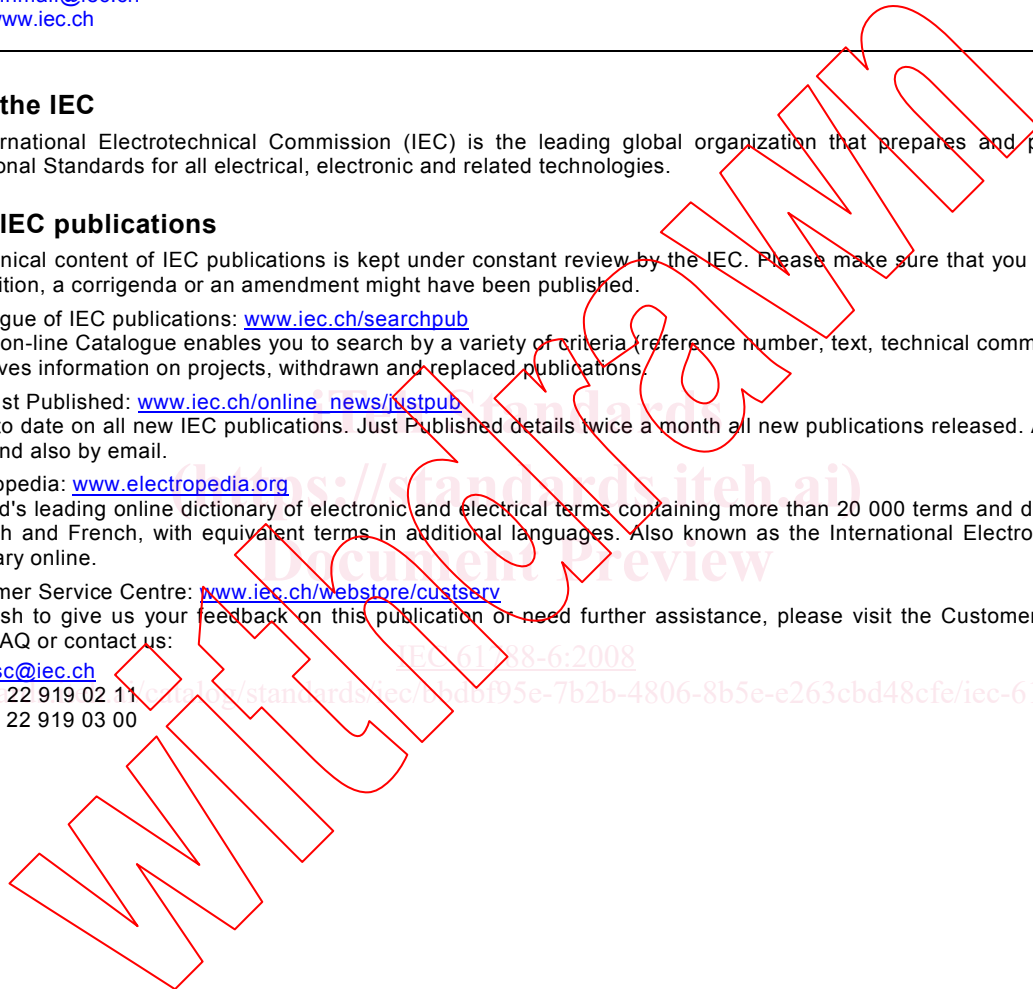 www.iec.ch
the IEC
rnational Electrotechnical Commission (IEC) is the leading global organization that prepares and p
onal Standards for all electrical, electronic and related technologies.
IEC publications
nical content of IEC publications is kept under constant review by the IEC. Please make sure that you
ition, a corrigenda or an amendment might have been published.
gue of IEC publications: www.iec.ch/searchpub
on-line Catalogue enables you to search by a variety of criteria (reference number, text, technical comm
ves information on projects, withdrawn and replaced publications.
st Published: www.iec.ch/online_news/justpub
to date on all new IEC publications. Just Published details twice a month all new publications released. A
nd also by email.
opedia: www.electropedia.org
d's leading online dictionary of electronic and electrical terms containing more than 20 000 terms and d
h and French, with equivalent terms in additional languages. Also known as the International Electro
ary online.
mer Service Centre: www.iec.ch/webstore/custserv
sh to give us your feedback on this publication or need further assistance, please visit the Customer
AQ or contact us:
sc@iec.ch
22 919 02 11
22 919 03 00
iTeh Standards
(https://standards.iteh.ai)
Document Preview
IEC 61788-6:2008
/catalog/standards/iec/bbdbf95e-7b2b-4806-8b5e-e263cbd48cfe/iec-6
withdrawn